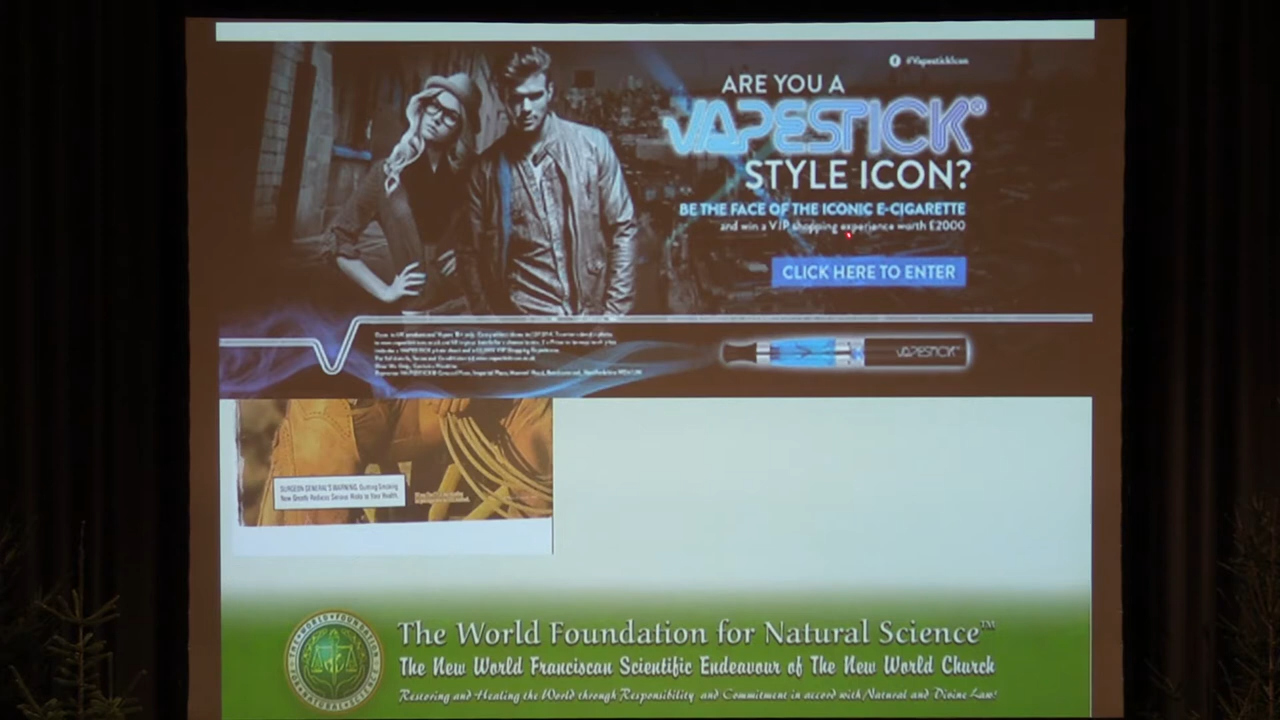 #VapestickIcon
ARE YOU A
VAPESTICK®
STYLE ICON?
BE THE FACE OF THE ICONIC E-CIGARETTE
and win a VIP shopping experience worth £2000
CLICK HERE TO ENTER
VAPESTICK
SURGEON GENERAL'S WARNING: Quitting Smoking
Now Greatly Reduces Serious Risks to Your Health.
The World Foundation for Natural Science™
The New World Franciscan Scientific Endeavour of The New World Church
Restoring and Healing the World through Responsibility and Commitment in accord with Natural and Divine Law!